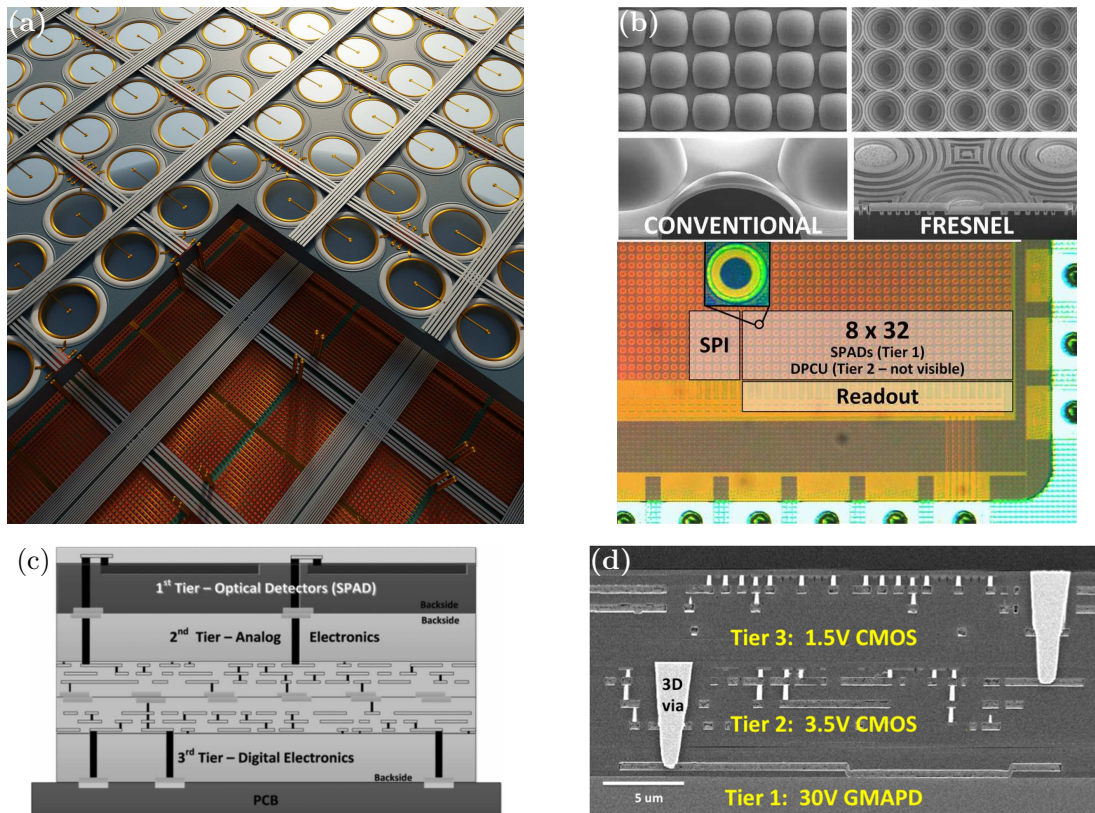 (a)
(b)
CONVENTIONAL
FRESNEL
8 x 32
SPI
SPADs (Tier 1)
DPCU (Tier 2 – not visible)
Readout
(c)
1st Tier – Optical Detectors (SPAD)
Backside
Backside
2nd Tier – Analog Electronics
3rd Tier – Digital Electronics
Backside
PCB
(d)
Tier 3: 1.5V CMOS
3D
via
Tier 2: 3.5V CMOS
5 um
Tier 1: 30V GMAPD